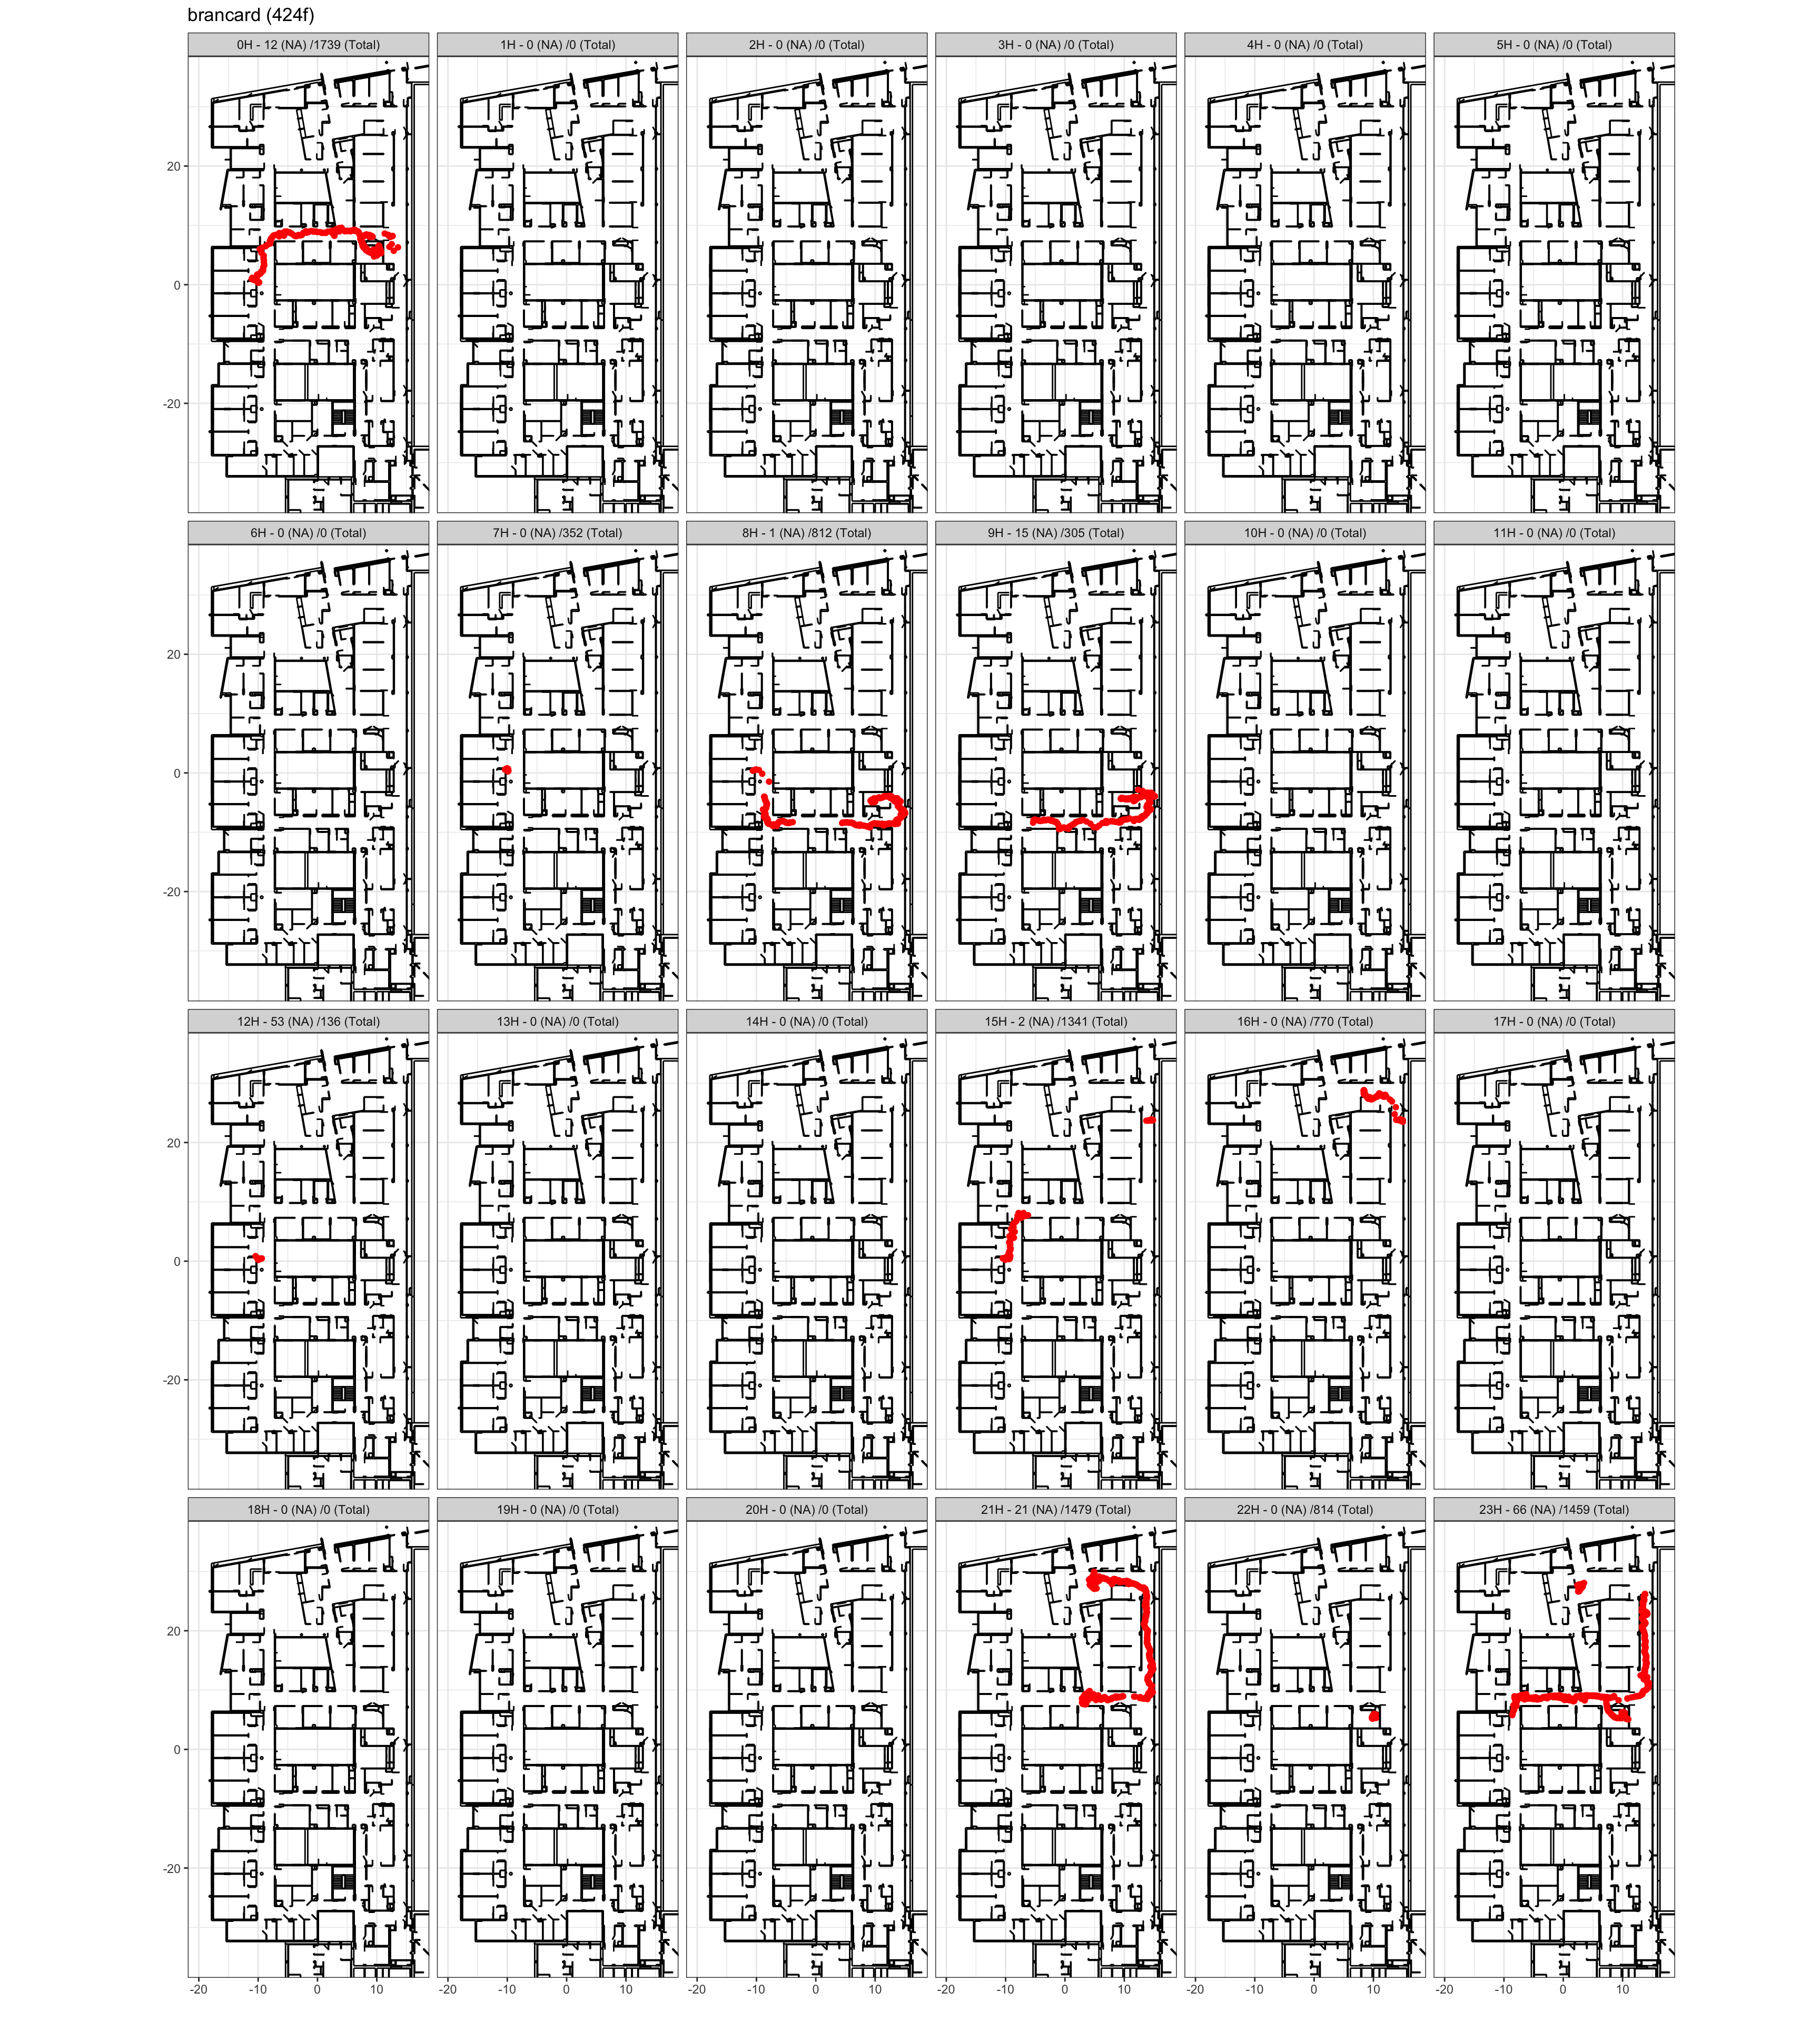 brancard (424f)
0H - 12 (NA) /1739 (Total)
1H - 0 (NA) /0 (Total)
2H - 0 (NA) /0 (Total)
3H - 0 (NA) /0 (Total)
4H - 0 (NA) /0 (Total)
5H - 0 (NA) /0 (Total)
20
0
-20
6H - 0 (NA) /0 (Total)
7H - 0 (NA) /352 (Total)
8H - 1 (NA) /812 (Total)
9H - 15 (NA) /305 (Total)
10H - 0 (NA) /0 (Total)
11H - 0 (NA) /0 (Total)
20
0
-20
12H - 53 (NA) /136 (Total)
13H - 0 (NA) /0 (Total)
14H - 0 (NA) /0 (Total)
15H - 2 (NA) /1341 (Total)
16H - 0 (NA) /770 (Total)
17H - 0 (NA) /0 (Total)
20
0
-20
18H - 0 (NA) /0 (Total)
19H - 0 (NA) /0 (Total)
20H - 0 (NA) /0 (Total)
21H - 21 (NA) /1479 (Total)
22H - 0 (NA) /814 (Total)
23H - 66 (NA) /1459 (Total)
20
0
-20
-20 -10 0 10
-20 -10 0 10
-20 -10 0 10
-20 -10 0 10
-20 -10 0 10
-20 -10 0 10